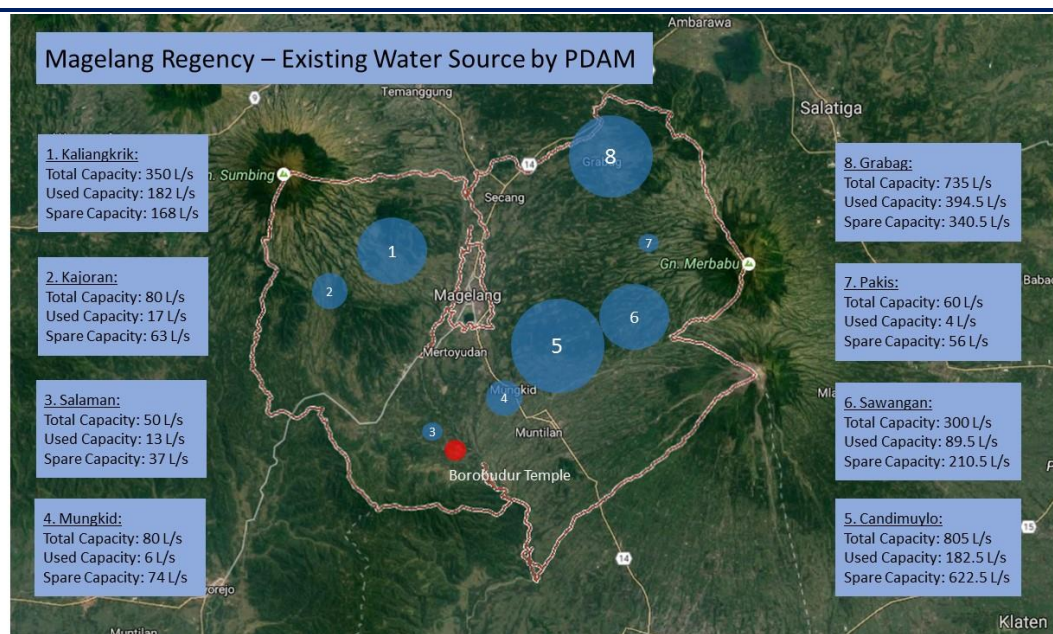 Magelang Regency – Existing Water Source by PDAM
Ambarawa
9
Temanggung
Salatiga
1. Kaliangkrik:
Total Capacity: 350 L/s
Used Capacity: 182 L/s
Spare Capacity: 168 L/s
n. Sumbing
14
Secang
8
Grabag
8. Grabag:
Total Capacity: 735 L/s
Used Capacity: 394.5 L/s
Spare Capacity: 340.5 L/s
1
7
Gn. Merbabu
2. Kajoran:
Total Capacity: 80 L/s
Used Capacity: 17 L/s
Spare Capacity: 63 L/s
2
Magelang
6
5
Mertoyudan
7. Pakis:
Total Capacity: 60 L/s
Used Capacity: 4 L/s
Spare Capacity: 56 L/s
Babac
3. Salaman:
Total Capacity: 50 L/s
Used Capacity: 13 L/s
Spare Capacity: 37 L/s
Mungkid
4
3
Muntilan
Borobudur Temple
6. Sawangan:
Total Capacity: 300 L/s
Used Capacity: 89.5 L/s
Spare Capacity: 210.5 L/s
4. Mungkid:
Total Capacity: 80 L/s
Used Capacity: 6 L/s
Spare Capacity: 74 L/s
5. Candimuylo:
Total Capacity: 805 L/s
Used Capacity: 182.5 L/s
Spare Capacity: 622.5 L/s
15
14
worejo
Klaten